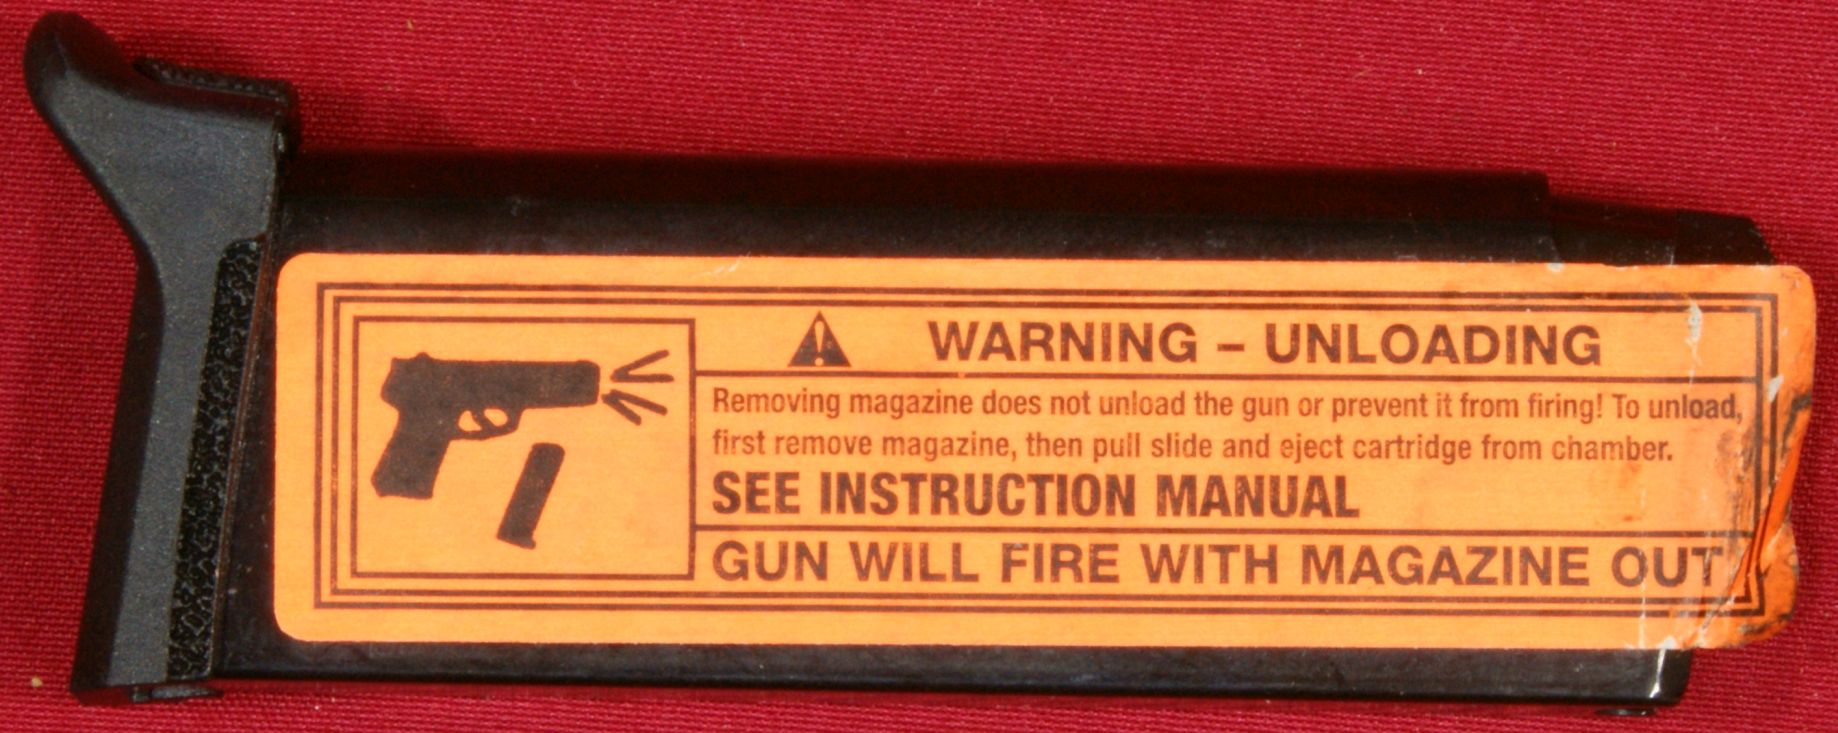 WARNING – UNLOADING
Removing magazine does not unload the gun or prevent it from firing! To unload,
first remove magazine, then pull slide and eject cartridge from chamber.
SEE INSTRUCTION MANUAL
GUN WILL FIRE WITH MAGAZINE OUT